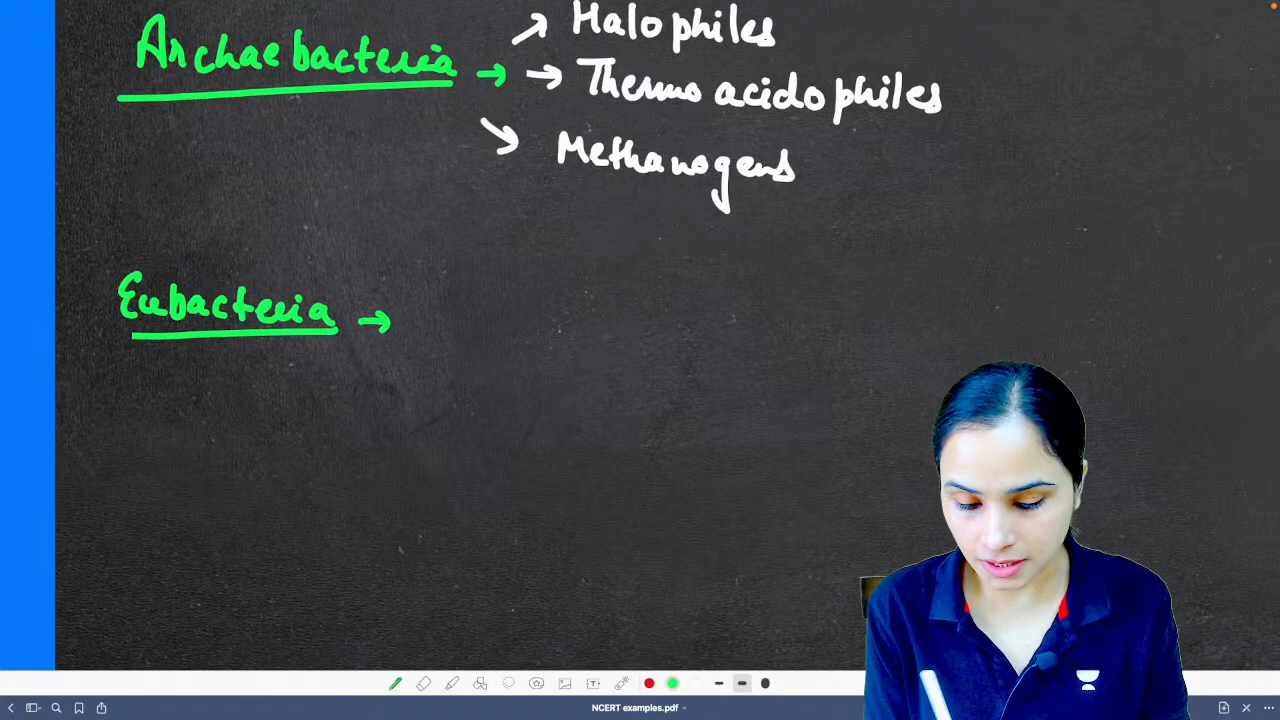 Halophiles
Archaebacteria → → Thermoacidophiles
Methanogens
Eubacteria →
NCERT examples.pdf